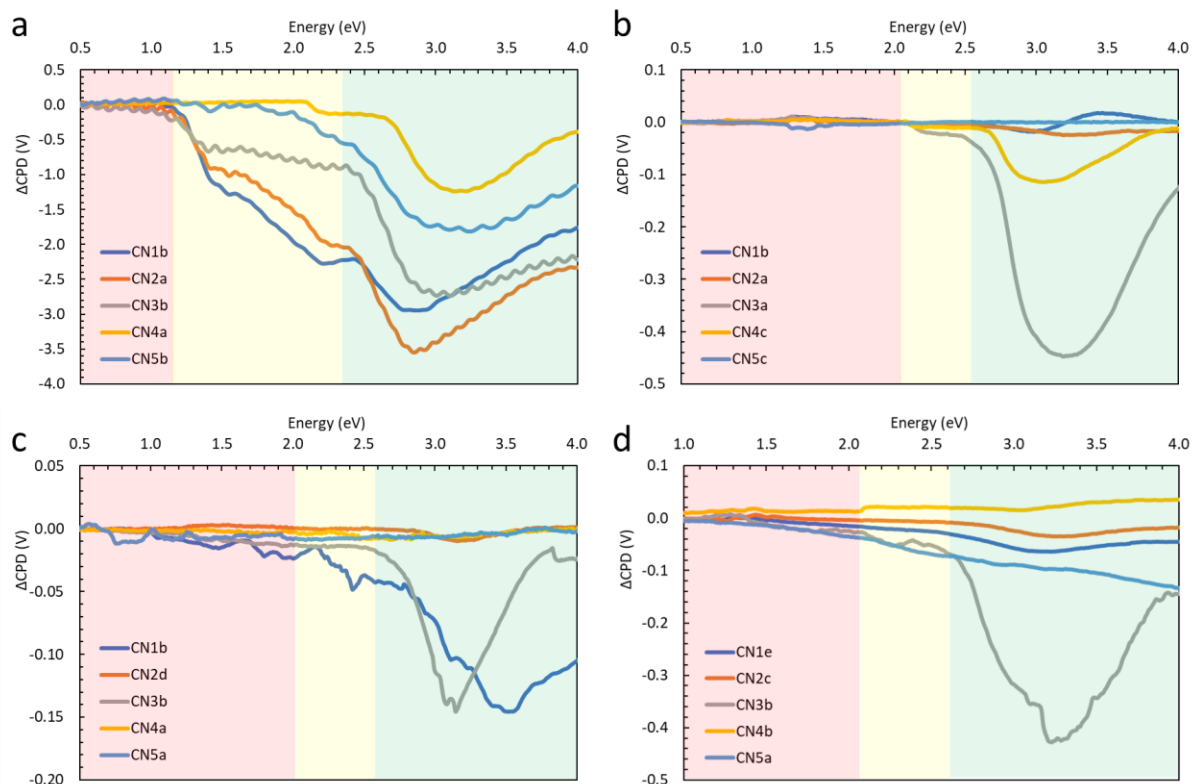 a
Energy (eV)
0.5 1.0 1.5 2.0 2.5 3.0 3.5 4.0
0.5
0.0
-0.5
-1.0
-1.5
-2.0
-2.5
-3.0
-3.5
-4.0
ΔCPD (V)
CN1b
CN2a
CN3b
CN4a
CN5b
b
Energy (eV)
0.5 1.0 1.5 2.0 2.5 3.0 3.5 4.0
0.1
0.0
-0.1
-0.2
-0.3
-0.4
-0.5
ΔCPD (V)
CN1b
CN2a
CN3a
CN4c
CN5c
c
Energy (eV)
0.5 1.0 1.5 2.0 2.5 3.0 3.5 4.0
0.05
0.00
-0.05
-0.10
-0.15
-0.20
ΔCPD (V)
CN1b
CN2d
CN3b
CN4a
CN5a
d
Energy (eV)
1.0 1.5 2.0 2.5 3.0 3.5 4.0
0.1
0.0
-0.1
-0.2
-0.3
-0.4
-0.5
ΔCPD (V)
CN1e
CN2c
CN3b
CN4b
CN5a